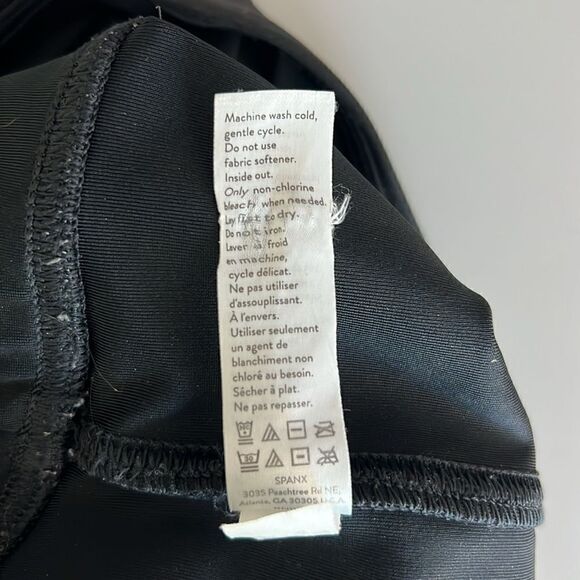 Machine wash cold,
gentle cycle.
Do not use
fabric softener.
Inside out.
Only non-chlorine
bleach when needed.
Lay flat to dry.
Do not iron.
Laver à froid
en machine,
cycle délicat.
Ne pas utiliser
d'assouplissant.
À l'envers.
Utiliser seulement
un agent de
blanchiment non
chloré au besoin.
Sécher à plat.
Ne pas repasser.
30
SPANX
3035 Peachtree Rd NE,
Atlanta, GA 30305 U.S.A.